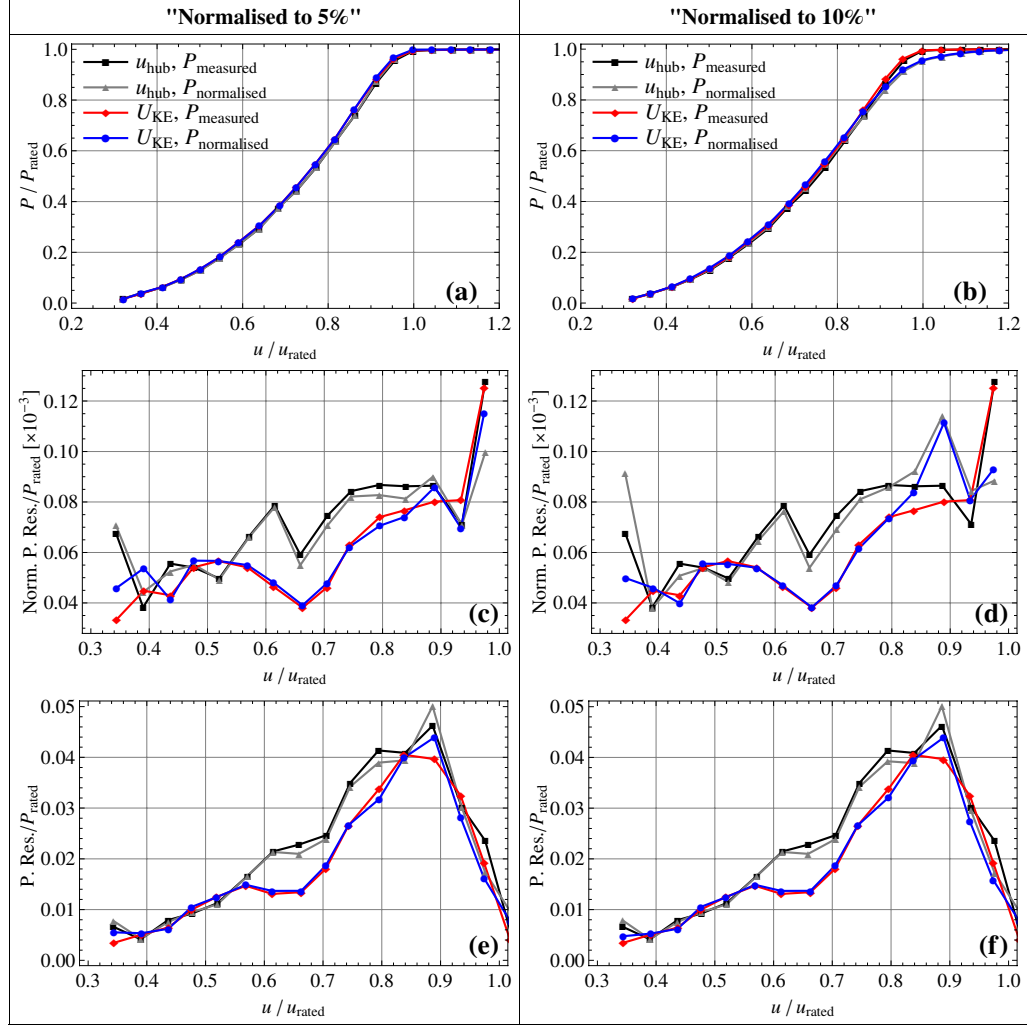 "Normalised to 5%"
"Normalised to 10%"
u_hub, P_measured
u_hub, P_normalised
U_KE, P_measured
U_KE, P_normalised
P / P_rated
1.0
0.8
0.6
0.4
0.2
0.0
(a)
0.2 0.4 0.6 0.8 1.0 1.2
u / u_rated
u_hub, P_measured
u_hub, P_normalised
U_KE, P_measured
U_KE, P_normalised
P / P_rated
1.0
0.8
0.6
0.4
0.2
0.0
(b)
0.2 0.4 0.6 0.8 1.0 1.2
u / u_rated
Norm. P. Res./P_rated [×10⁻³]
0.12
0.10
0.08
0.06
0.04
(c)
0.3 0.4 0.5 0.6 0.7 0.8 0.9 1.0
u / u_rated
Norm. P. Res./P_rated [×10⁻³]
0.12
0.10
0.08
0.06
0.04
(d)
0.3 0.4 0.5 0.6 0.7 0.8 0.9 1.0
u / u_rated
P. Res./P_rated
0.05
0.04
0.03
0.02
0.01
0.00
(e)
0.3 0.4 0.5 0.6 0.7 0.8 0.9 1.0
u / u_rated
P. Res./P_rated
0.05
0.04
0.03
0.02
0.01
0.00
(f)
0.3 0.4 0.5 0.6 0.7 0.8 0.9 1.0
u / u_rated